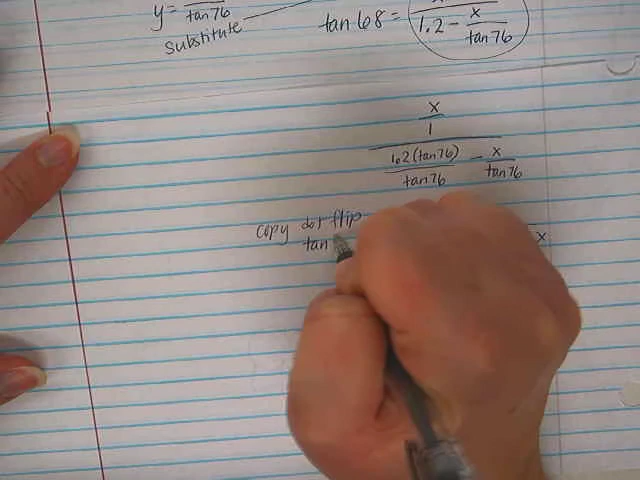 y = tan76
substitute
tan 68 = x / 1.2 - x / tan76
x / 1
1.2(tan76) / tan76 - x / tan76
copy dot flip x
tan